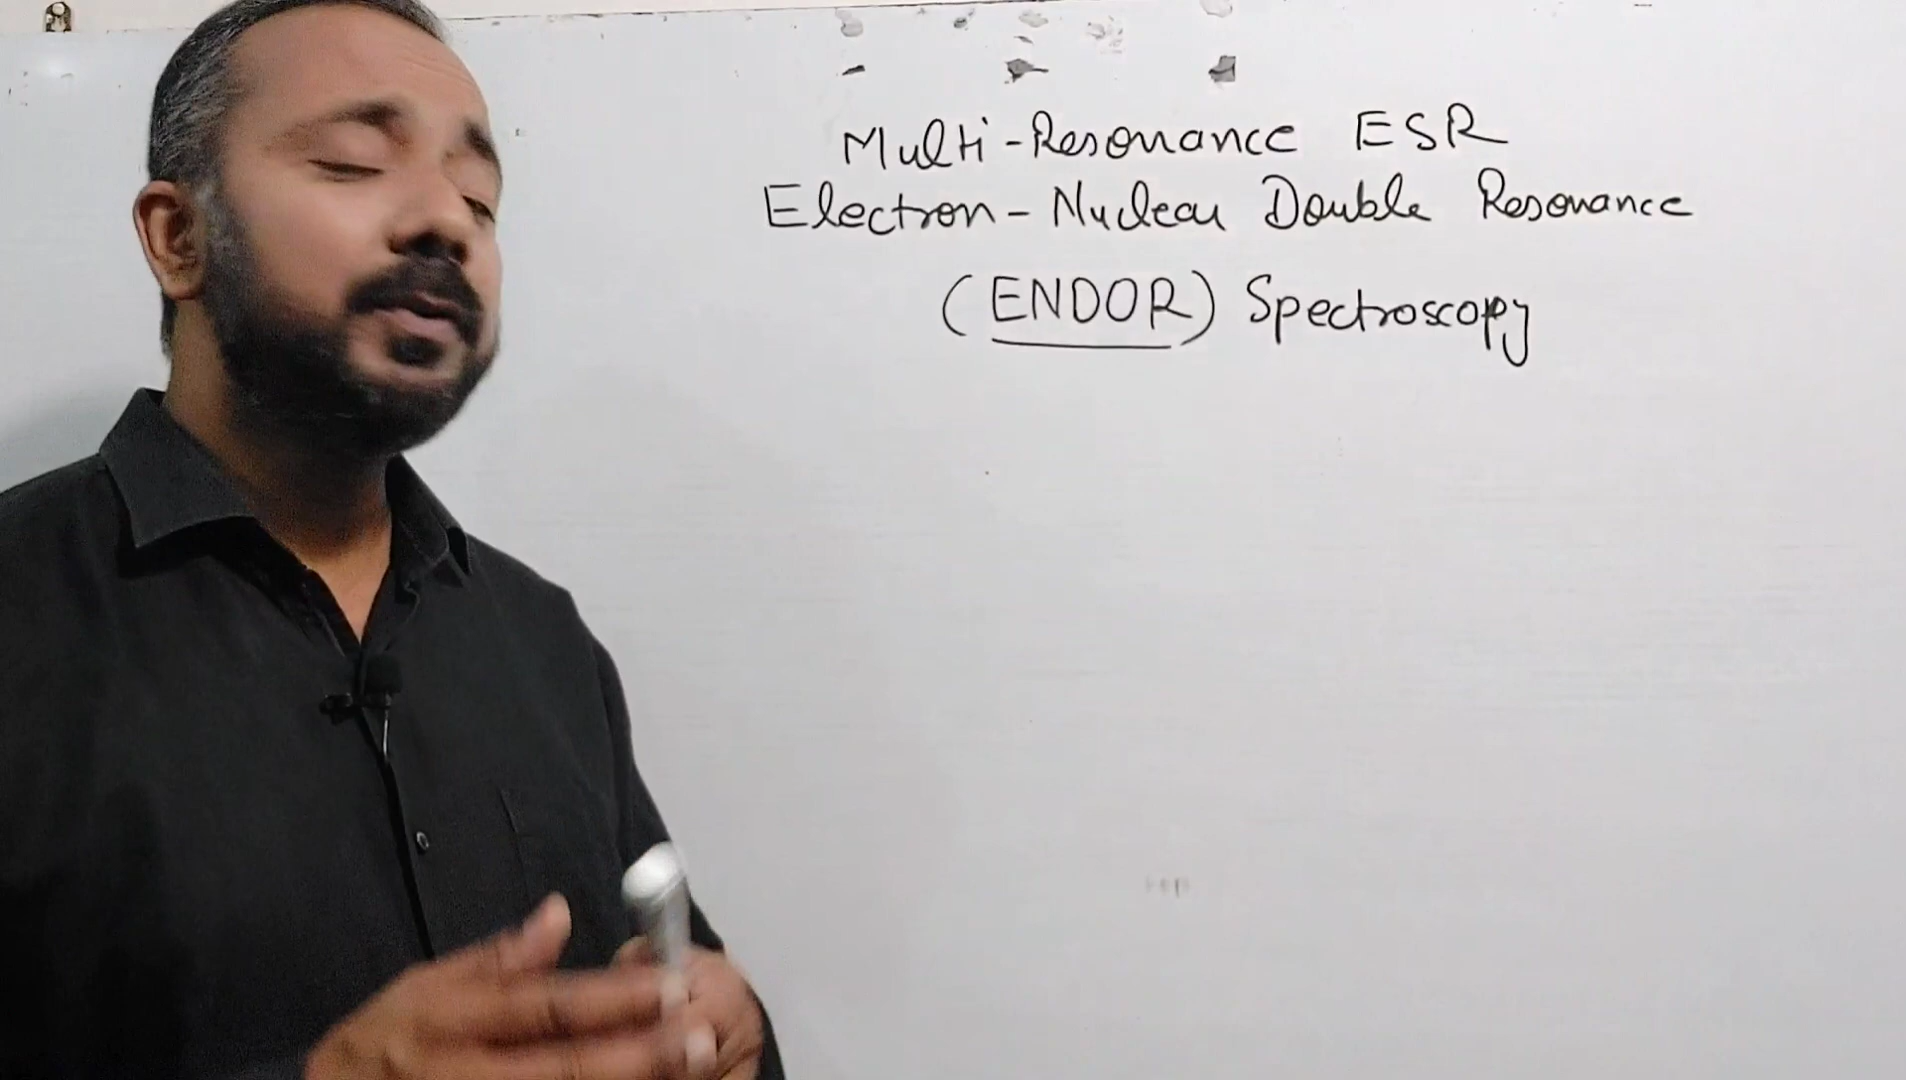 Multi-Resonance ESR
Electron-Nuclear Double Resonance
(ENDOR) Spectroscopy